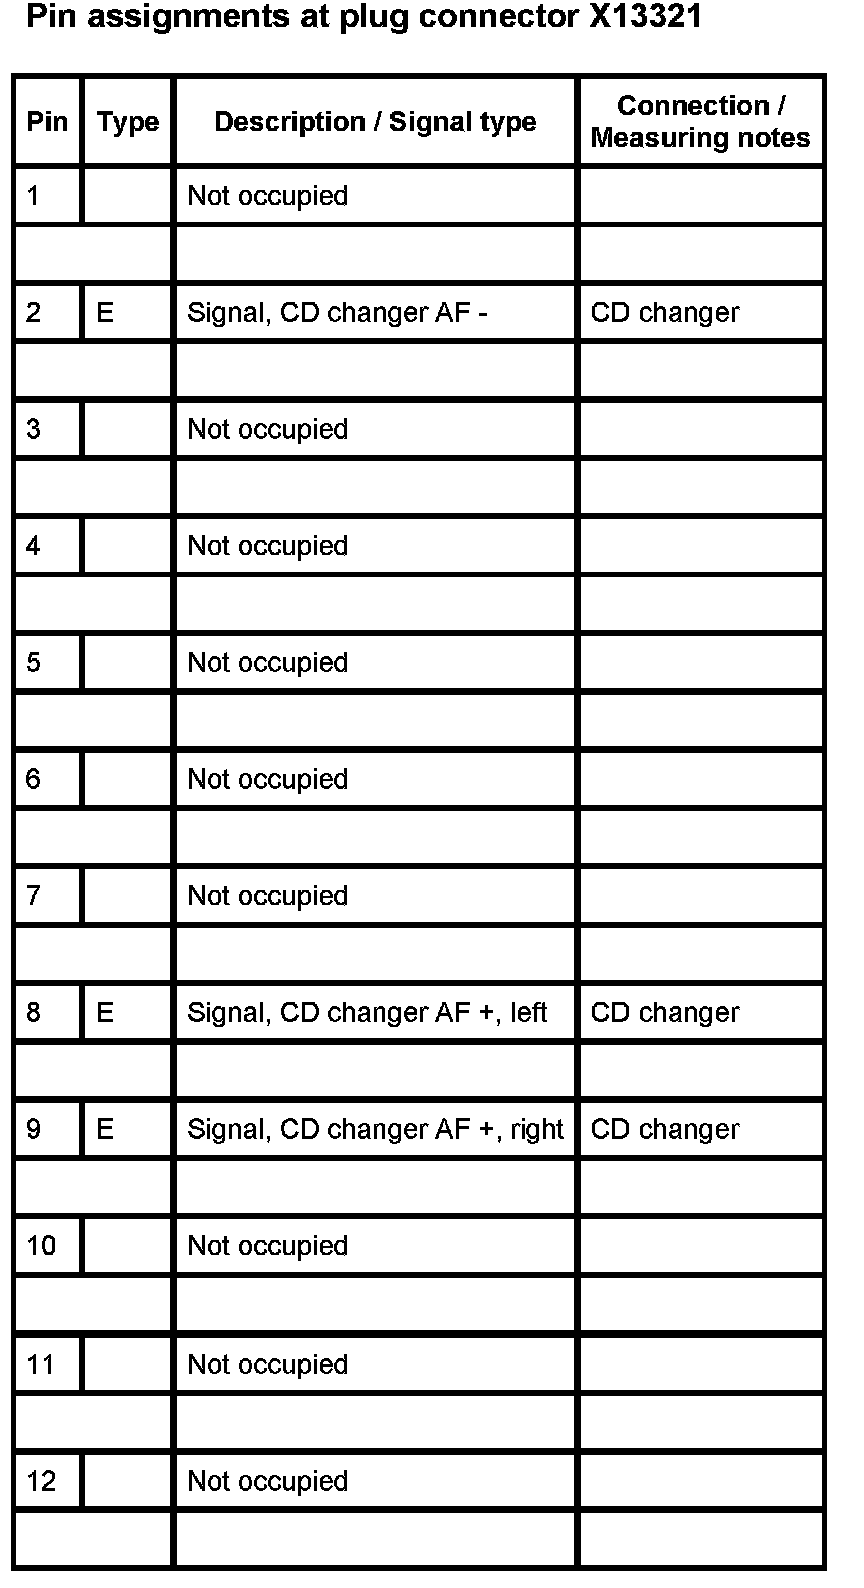 Pin assignments at plug connector X13321
Pin Type Description / Signal type Connection / Measuring notes
1 Not occupied
2 E Signal, CD changer AF - CD changer
3 Not occupied
4 Not occupied
5 Not occupied
6 Not occupied
7 Not occupied
8 E Signal, CD changer AF +, left CD changer
9 E Signal, CD changer AF +, right CD changer
10 Not occupied
11 Not occupied
12 Not occupied